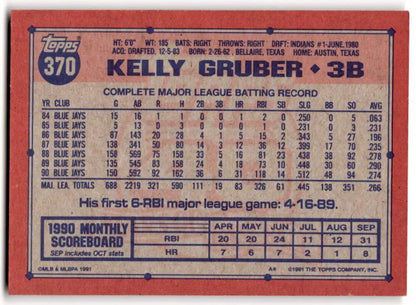 Topps
370
HT: 6'0" WT: 185 BATS: RIGHT THROWS: RIGHT DRFT: INDIANS #1-JUNE, 1980
ACQ: DRAFTED, 12-5-83 BORN: 2-26-62, BELLAIRE, TEXAS HOME: AUSTIN, TEXAS
KELLY GRUBER ◆ 3B
COMPLETE MAJOR LEAGUE BATTING RECORD
YR CLUB G AB R H 2B 3B HR RBI SB SLG BB SO AVG
84 BLUE JAYS 15 16 1 1 0 0 1 2 0 .250 0 5 .063
85 BLUE JAYS 5 13 0 3 0 0 0 1 0 .231 0 3 .231
86 BLUE JAYS 87 143 20 28 4 1 5 15 2 .343 5 27 .196
87 BLUE JAYS 138 341 50 80 14 3 12 36 12 .399 17 70 .235
88 BLUE JAYS 158 569 75 158 33 5 16 81 23 .438 38 92 .278
89 BLUE JAYS 135 545 83 158 24 4 18 73 10 .448 30 60 .290
90 BLUE JAYS 150 592 92 162 36 6 31 118 14 .512 48 94 .274
MAJ. LEA. TOTALS 688 2219 321 590 111 19 83 326 61 .444 138 351 .266
His first 6-RBI major league game: 4-16-89.
1990 MONTHLY
SCOREBOARD
SEP includes OCT stats
APR MAY JUN JUL AUG SEP
RBI 20 20 24 11 12 31
HR 7 6 7 2 1 8
©MLB & MLBPA 1991 A* ©1991 THE TOPPS COMPANY, INC.